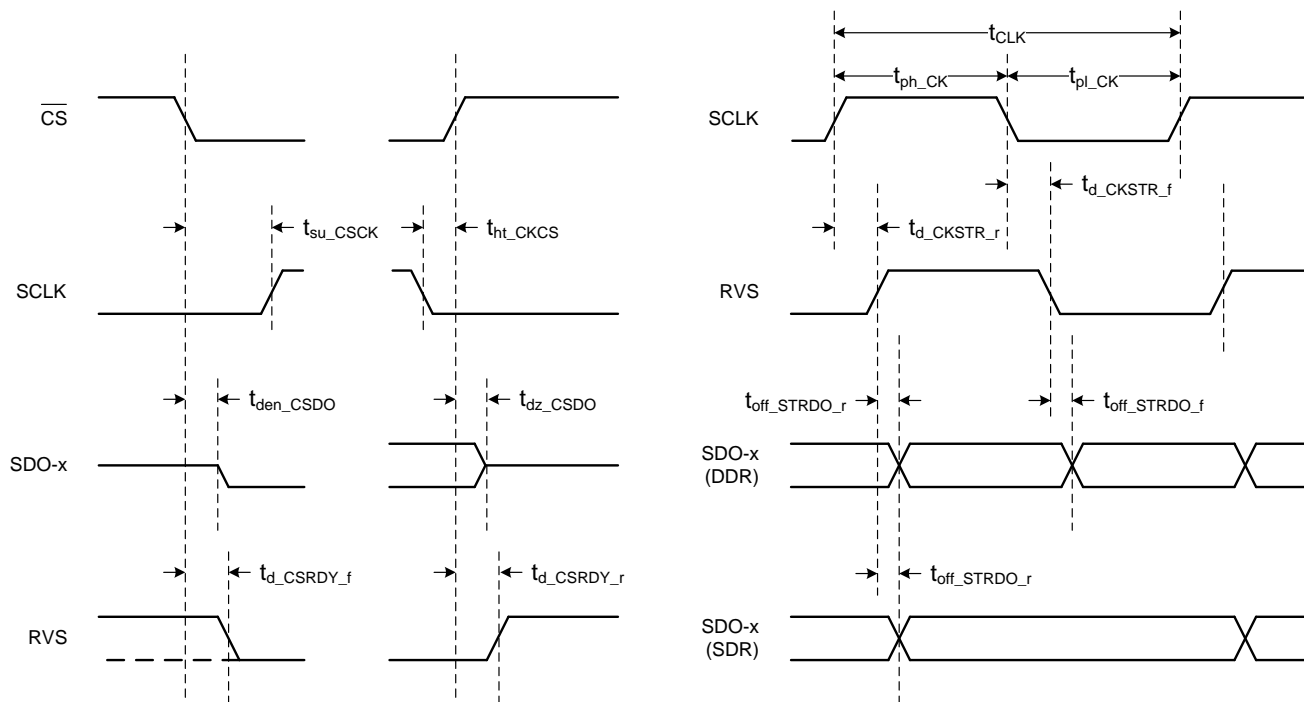 CS
t_su_CSCK
t_ht_CKCS
SCLK
t_den_CSDO
t_dz_CSDO
SDO-x
t_d_CSRDY_f
t_d_CSRDY_r
RVS
t_CLK
t_ph_CK
t_pl_CK
SCLK
t_d_CKSTR_f
t_d_CKSTR_r
RVS
t_off_STRDO_r
t_off_STRDO_f
SDO-x
(DDR)
t_off_STRDO_r
SDO-x
(SDR)